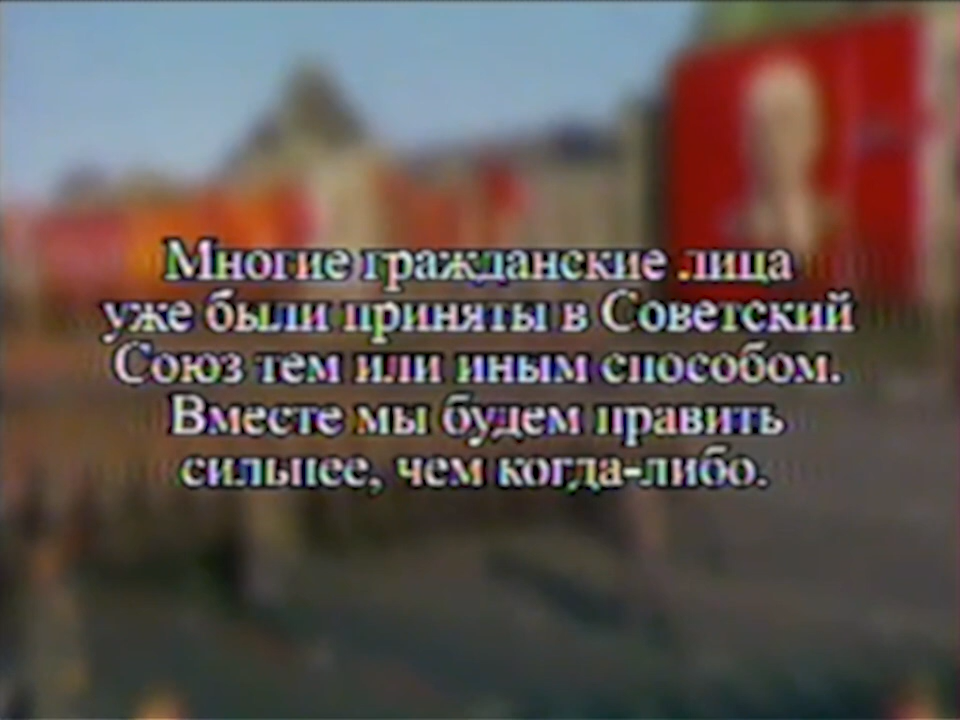 Многие гражданские лица
уже были приняты в Советский
Союз тем или иным способом.
Вместе мы будем править
сильнее, чем когда-либо.